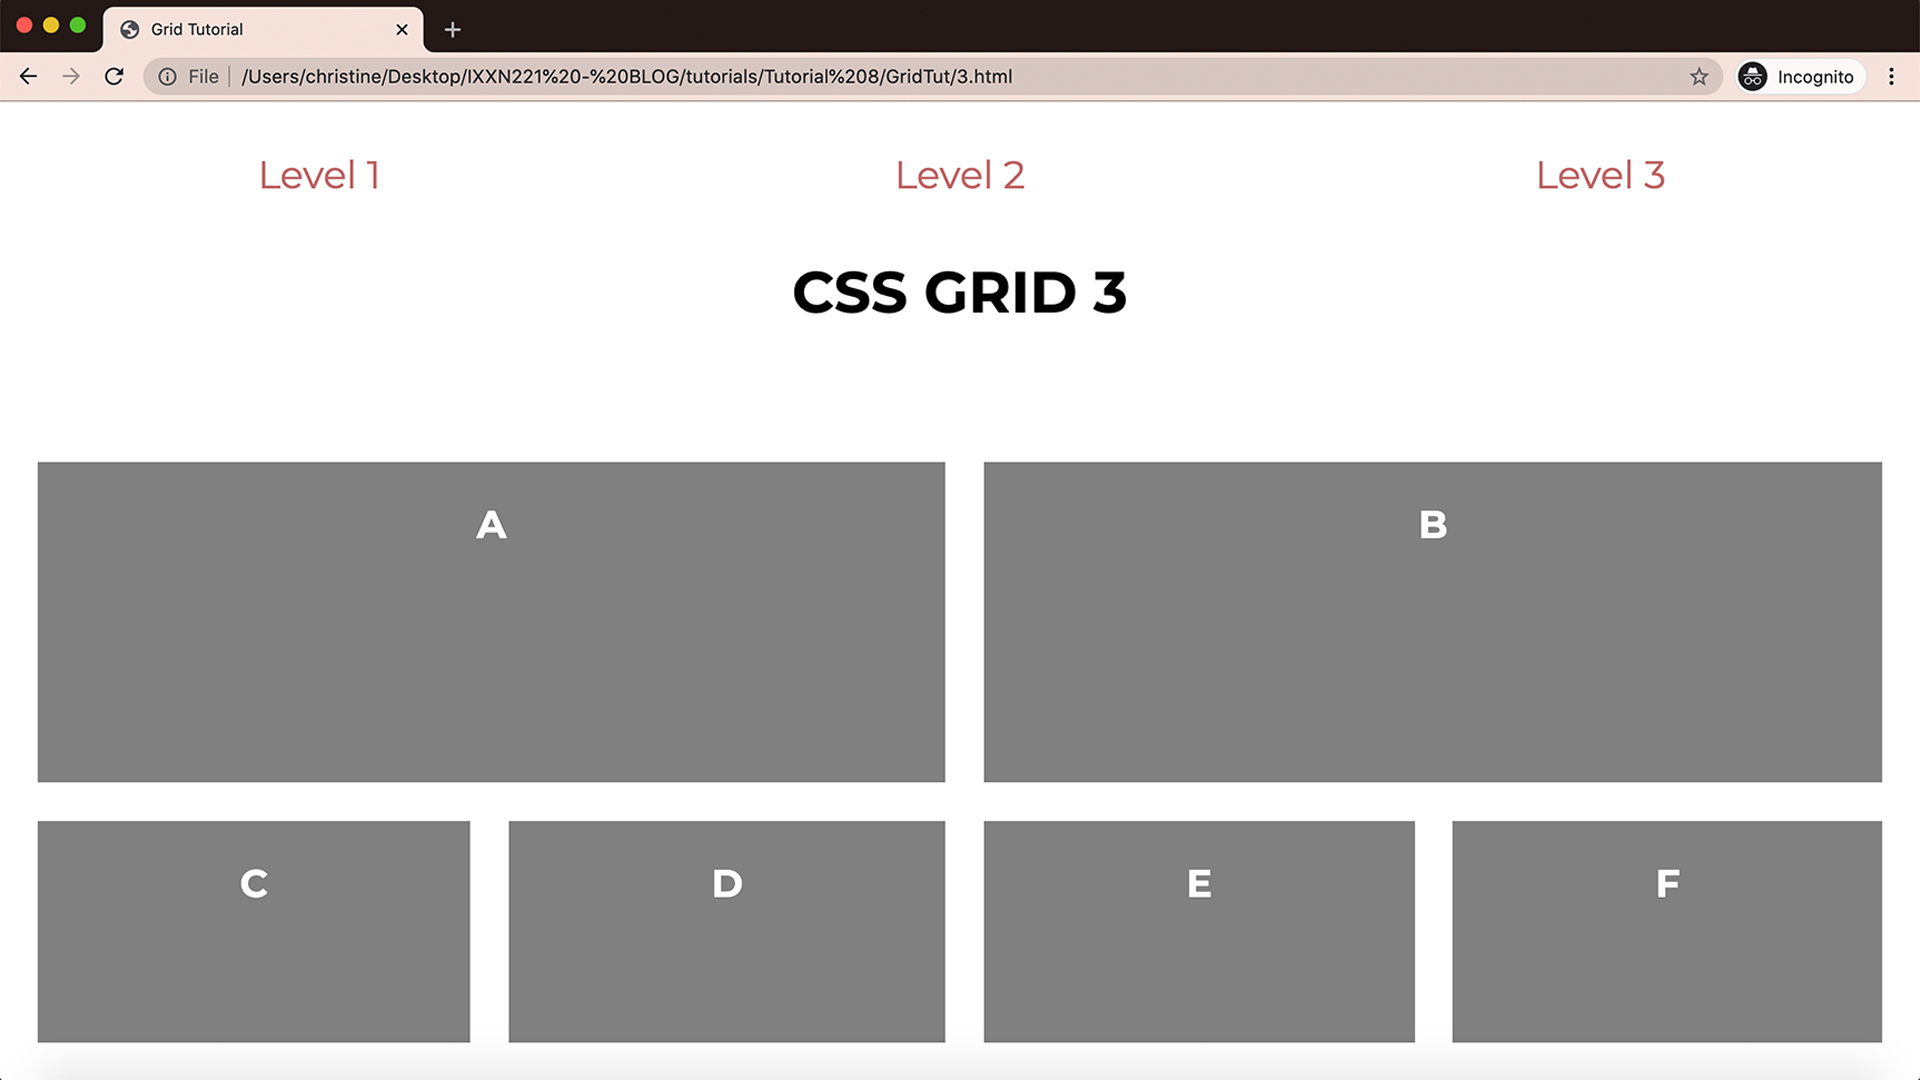 Grid Tutorial
File /Users/christine/Desktop/IXXN221%20-%20BLOG/tutorials/Tutorial%208/GridTut/3.html Incognito
Level 1 Level 2 Level 3
CSS GRID 3
A B
C D E F